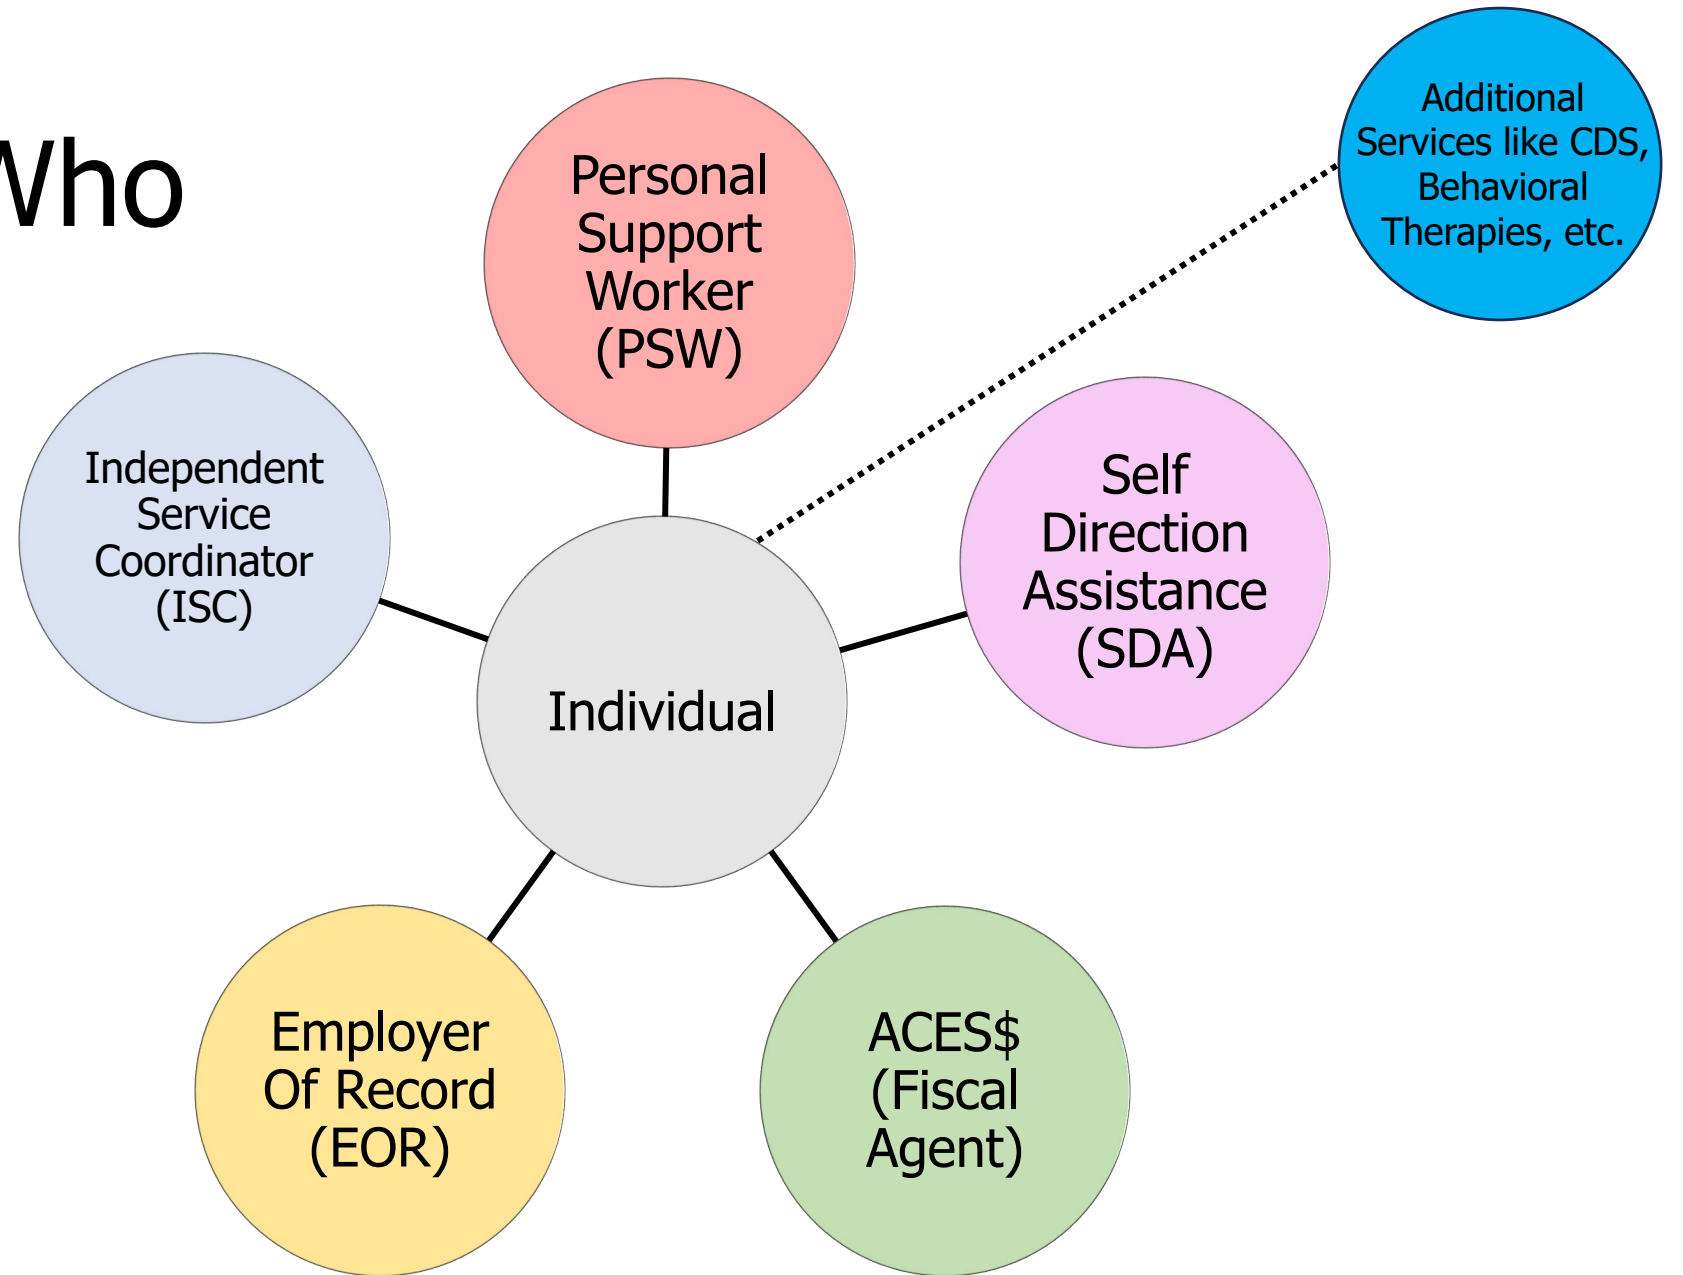 Who
Personal
Support
Worker
(PSW)
Additional
Services like CDS,
Behavioral
Therapies, etc.
Independent
Service
Coordinator
(ISC)
Self
Direction
Assistance
(SDA)
Individual
Employer
Of Record
(EOR)
ACES$
(Fiscal
Agent)